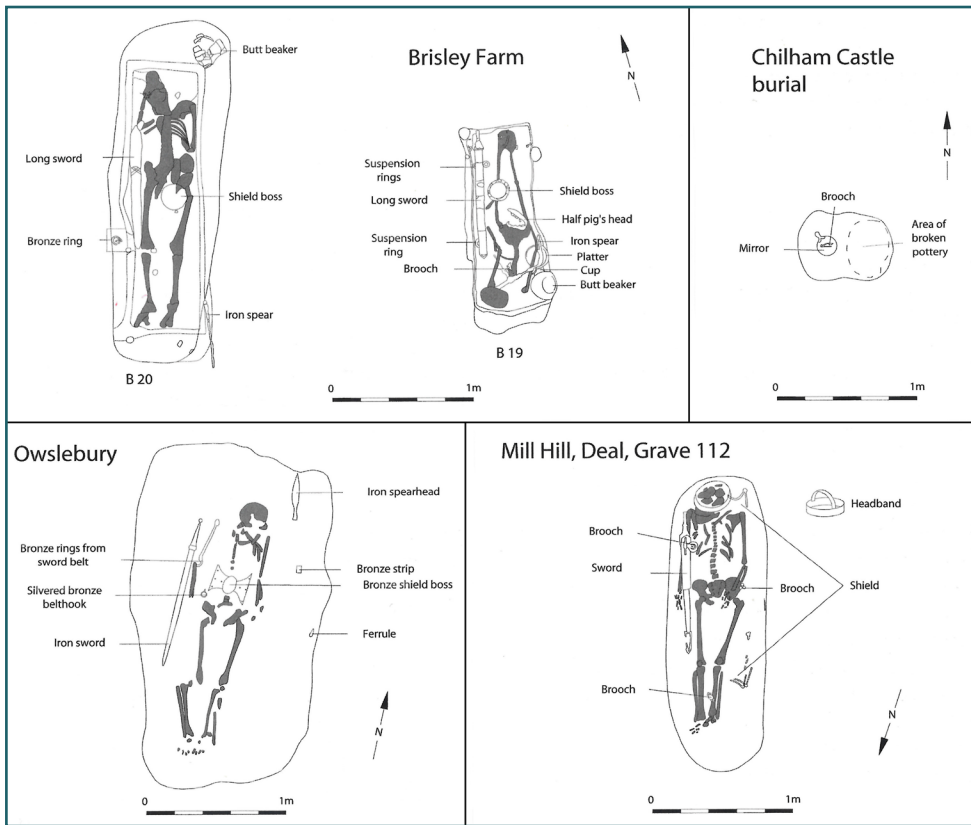 Brisley Farm
N
Butt beaker
Long sword
Shield boss
Bronze ring
Iron spear
B 20
Suspension
rings
Long sword
Suspension
ring
Brooch
Shield boss
Half pig's head
Iron spear
Platter
Cup
Butt beaker
B 19
0
1m
Chilham Castle
burial
N
Brooch
Mirror
Area of
broken
pottery
0
1m
Owslebury
Iron spearhead
Bronze rings from
sword belt
Silvered bronze
belthook
Iron sword
Bronze strip
Bronze shield boss
Ferrule
N
0
1m
Mill Hill, Deal, Grave 112
Headband
Brooch
Sword
Brooch
Shield
Brooch
N
0
1m